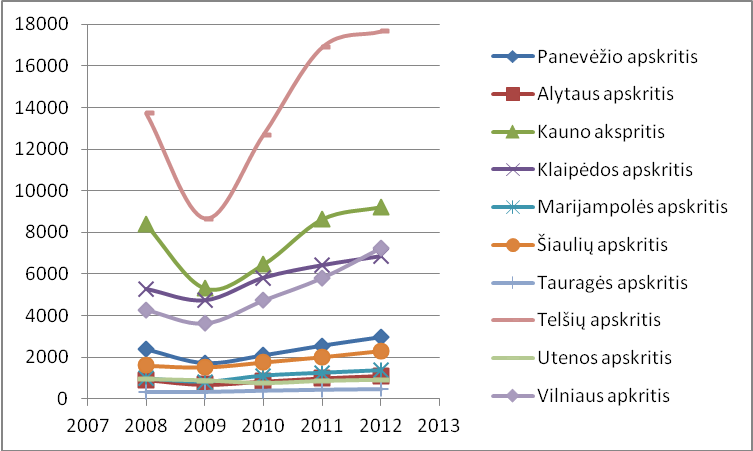 18000
16000
14000
12000
10000
8000
6000
4000
2000
0
2007 2008 2009 2010 2011 2012 2013
Panevėžio apskritis
Alytaus apskritis
Kauno akspritis
Klaipėdos apskritis
Marijampolės apskritis
Šiaulių apskritis
Tauragės apskritis
Telšių apskritis
Utenos apskritis
Vilniaus apkritis